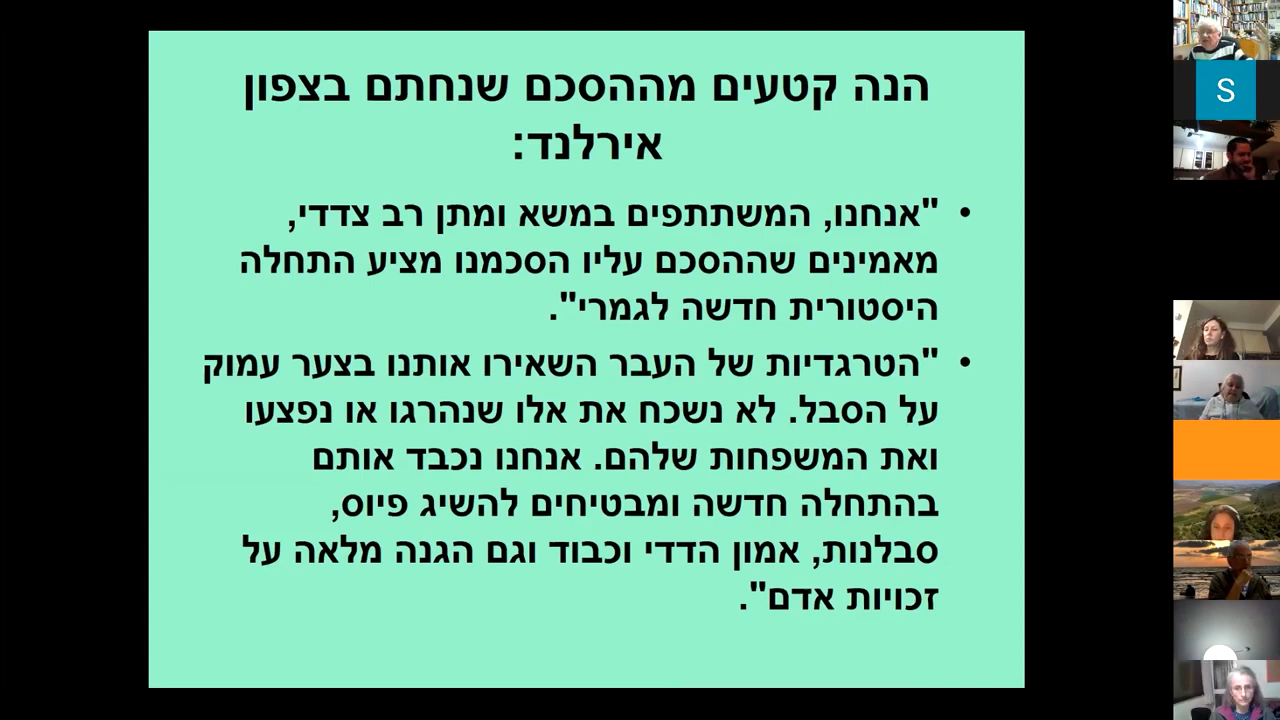 הנה קטעים מההסכם שנחתם בצפון
אירלנד:
• "אנחנו, המשתתפים במשא ומתן רב צדדי,
מאמינים שההסכם עליו הסכמנו מציע התחלה
היסטורית חדשה לגמרי".
• "הטרגדיות של העבר השאירו אותנו בצער עמוק
על הסבל. לא נשכח את אלו שנהרגו או נפצעו
ואת המשפחות שלהם. אנחנו נכבד אותם
בהתחלה חדשה ומבטיחים להשיג פיוס,
סבלנות, אמון הדדי וכבוד וגם הגנה מלאה על
זכויות אדם".
S